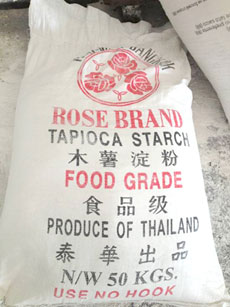 ROSE BRAND
TAPIOCA STARCH
木薯淀粉
FOOD GRADE
食品级
PRODUCE OF THAILAND
泰華出品
N/W 50 KGS.
USE NO HOOK